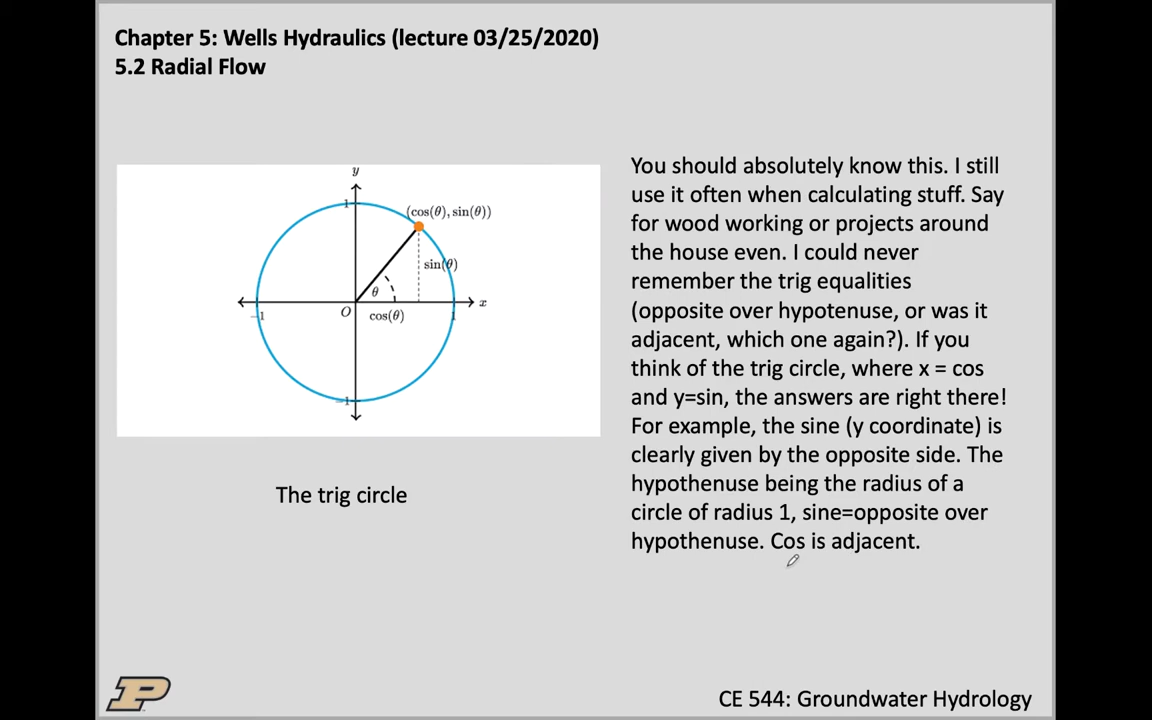 Chapter 5: Wells Hydraulics (lecture 03/25/2020)
5.2 Radial Flow
y
1
(cos(θ), sin(θ))
sin(θ)
θ
-1
O
cos(θ)
1
x
-1
The trig circle
You should absolutely know this. I still
use it often when calculating stuff. Say
for wood working or projects around
the house even. I could never
remember the trig equalities
(opposite over hypotenuse, or was it
adjacent, which one again?). If you
think of the trig circle, where x = cos
and y=sin, the answers are right there!
For example, the sine (y coordinate) is
clearly given by the opposite side. The
hypothenuse being the radius of a
circle of radius 1, sine=opposite over
hypothenuse. Cos is adjacent.
P
CE 544: Groundwater Hydrology